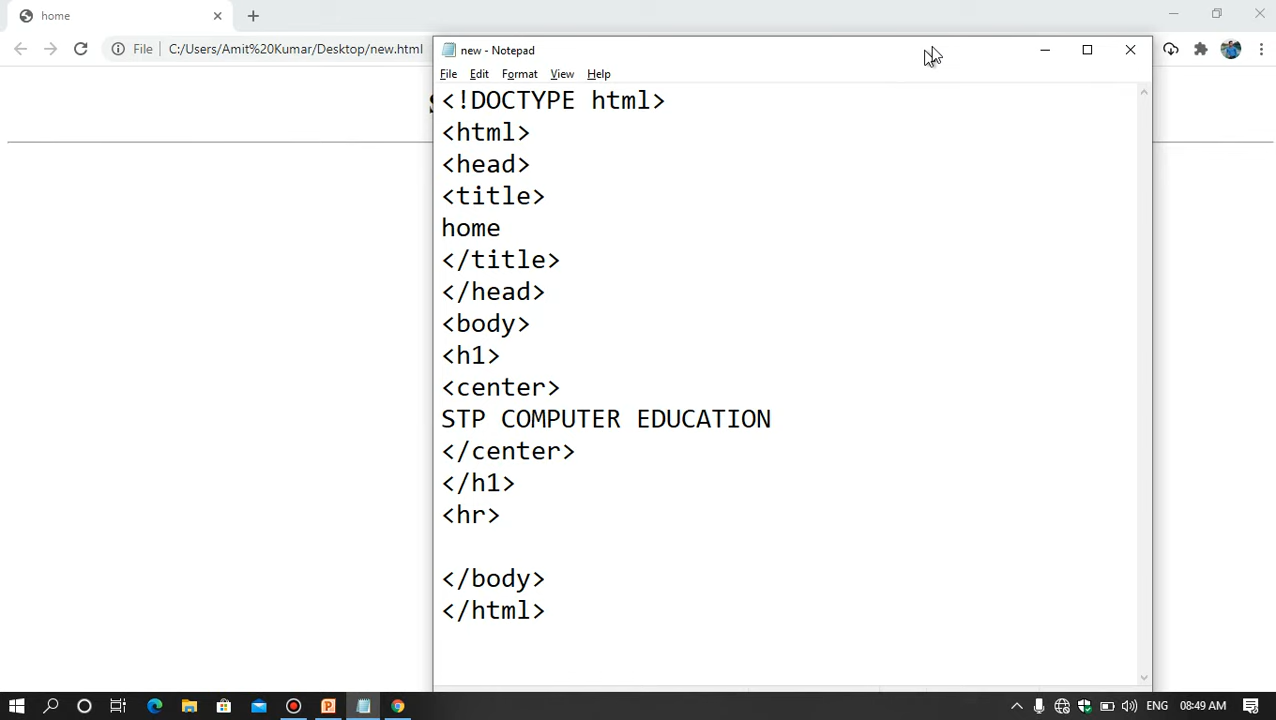 home
File
C:/Users/Amit%20Kumar/Desktop/new.html
new - Notepad
File Edit Format View Help
<!DOCTYPE html>
<html>
<head>
<title>
home
</title>
</head>
<body>
<h1>
<center>
STP COMPUTER EDUCATION
</center>
</h1>
<hr>
</body>
</html>
ENG 08:49 AM